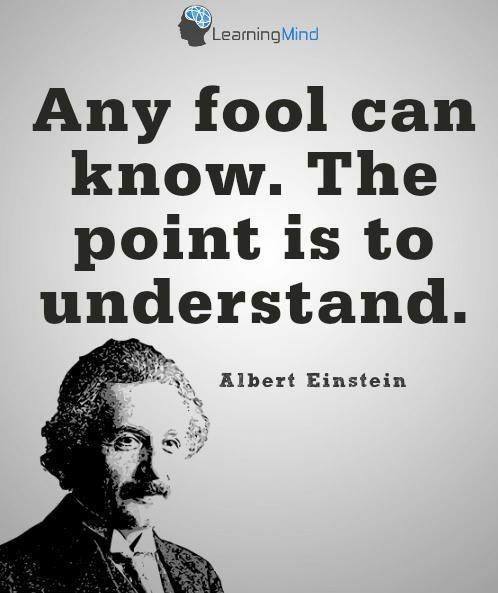 LearningMind
Any fool can
know. The
point is to
understand.
Albert Einstein